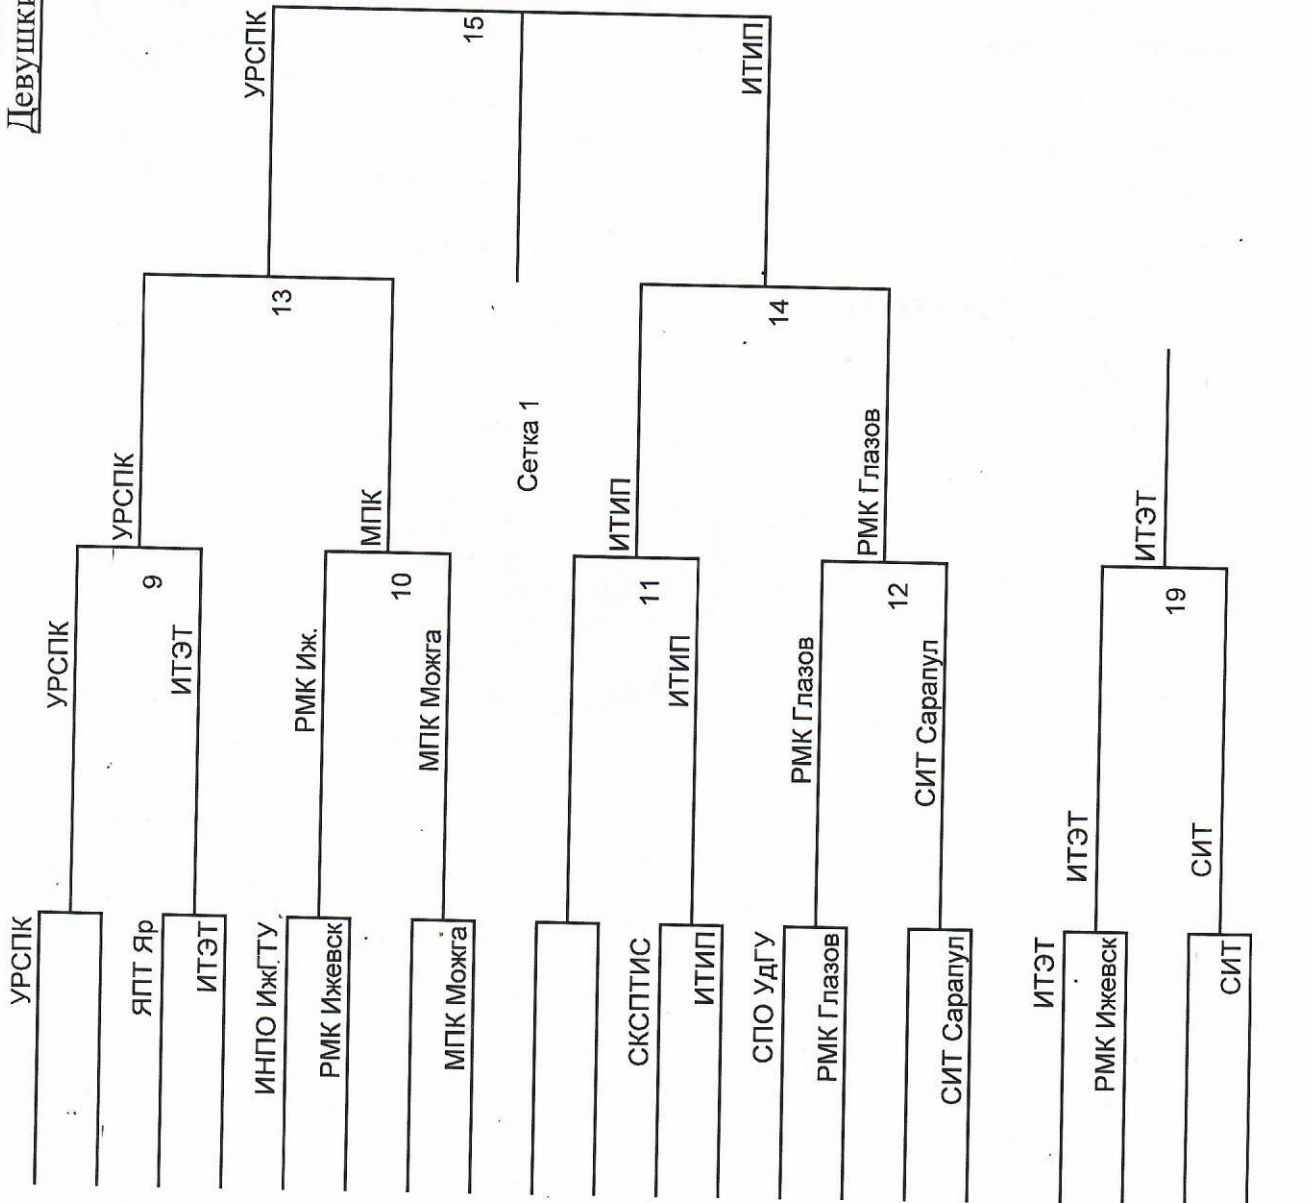 Девушки
УРСПК
ЯПТ Яр
ИТЭТ
ИНПО ИжГТУ
РМК Ижевск
МПК Можга
СКСПТИС
ИТИП
СПО УдГУ
РМК Глазов
СИТ Сарапул
УРСПК
9
ИТЭТ
РМК Иж.
10
МПК Можга
11
ИТИП
РМК Глазов
12
СИТ Сарапул
УРСПК
13
МПК
Сетка 1
ИТИП
14
РМК Глазов
УРСПК
15
ИТИП
ИТЭТ
РМК Ижевск
СИТ
ИТЭТ
19
СИТ
ИТЭТ